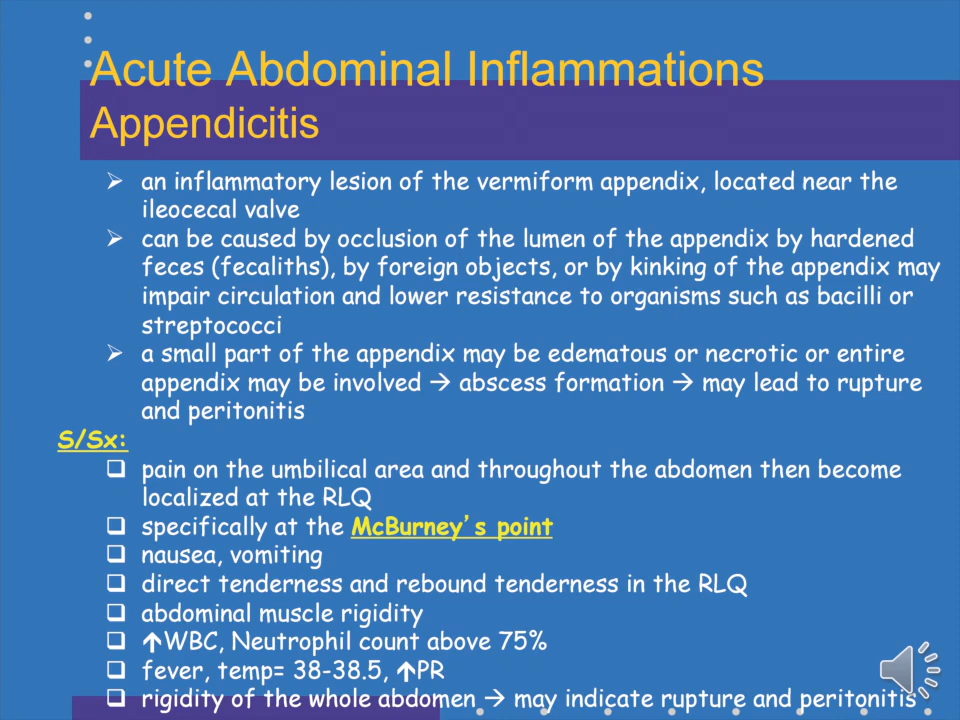 Acute Abdominal Inflammations
Appendicitis
➢ an inflammatory lesion of the vermiform appendix, located near the
ileocecal valve
➢ can be caused by occlusion of the lumen of the appendix by hardened
feces (fecaliths), by foreign objects, or by kinking of the appendix may
impair circulation and lower resistance to organisms such as bacilli or
streptococci
➢ a small part of the appendix may be edematous or necrotic or entire
appendix may be involved → abscess formation → may lead to rupture
and peritonitis
S/Sx:
❑ pain on the umbilical area and throughout the abdomen then become
localized at the RLQ
❑ specifically at the McBurney's point
❑ nausea, vomiting
❑ direct tenderness and rebound tenderness in the RLQ
❑ abdominal muscle rigidity
❑ ↑WBC, Neutrophil count above 75%
❑ fever, temp= 38-38.5, ↑PR
❑ rigidity of the whole abdomen → may indicate rupture and peritonitis